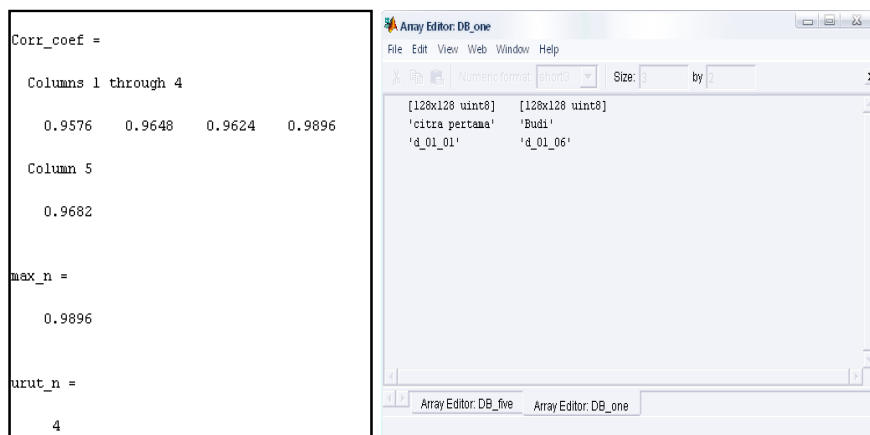 Corr_coef =
Columns 1 through 4
0.9576 0.9648 0.9624 0.9896
Column 5
0.9682
max_n =
0.9896
urut_n =
4
Array Editor: DB_one
File Edit View Web Window Help
Numeric format: shortG Size: 3 by 2
[128x128 uint8] [128x128 uint8]
'citra pertama' 'Budi'
'd_01_01' 'd_01_06'
Array Editor: DB_five Array Editor: DB_one